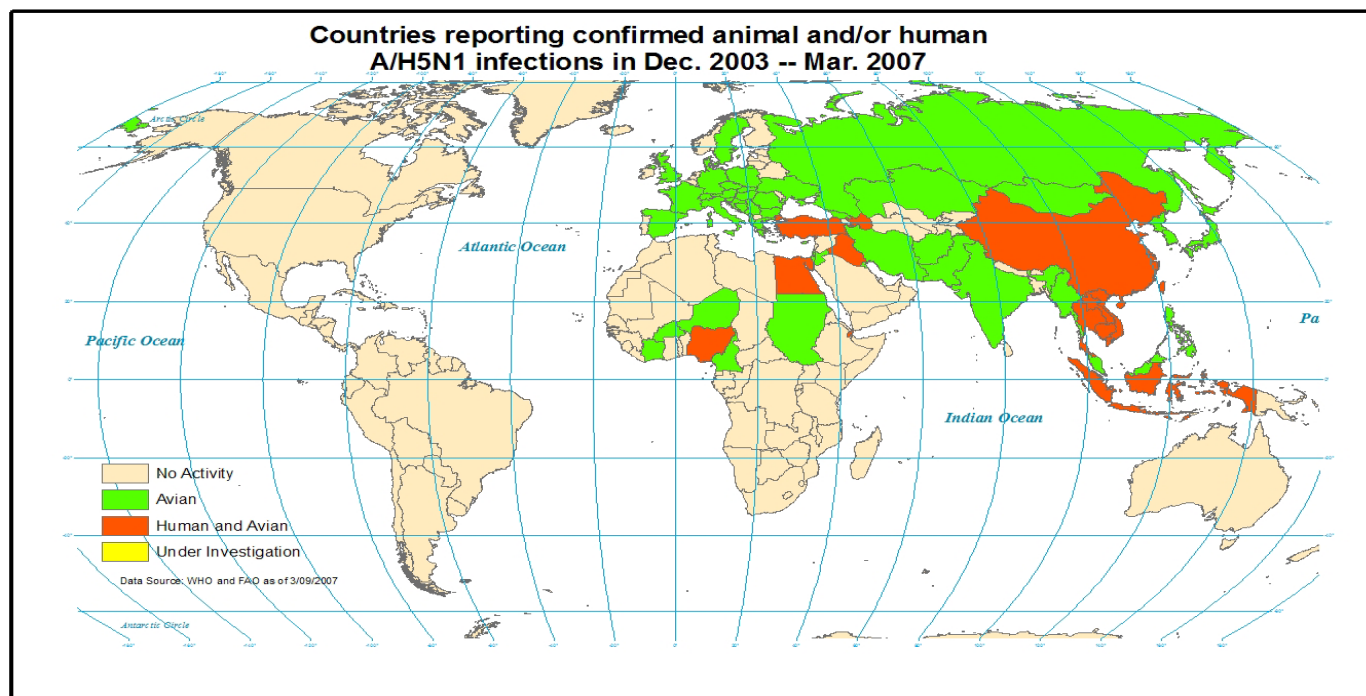 Countries reporting confirmed animal and/or human
A/H5N1 infections in Dec. 2003 -- Mar. 2007
Arctic Circle
Atlantic Ocean
Pacific Ocean
Pa
Indian Ocean
No Activity
Avian
Human and Avian
Under Investigation
Data Source: WHO and FAO as of 3/09/2007
Antarctic Circle